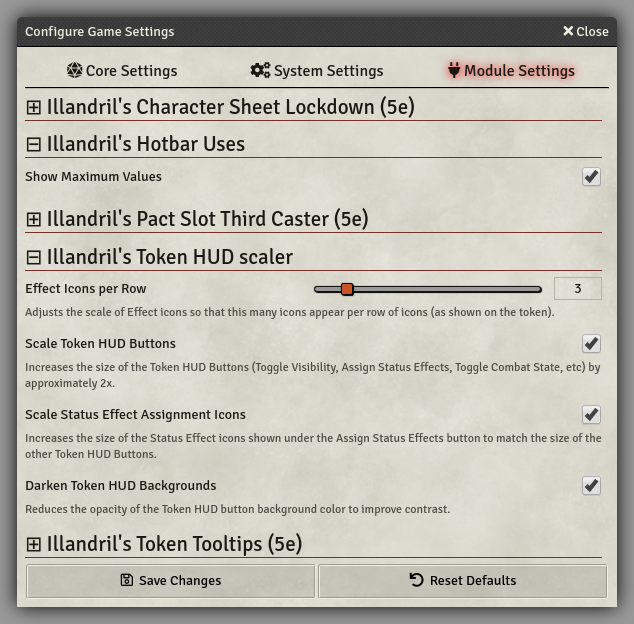 Configure Game Settings
Close
Core Settings
System Settings
Module Settings
Illandril's Character Sheet Lockdown (5e)
Illandril's Hotbar Uses
Show Maximum Values
Illandril's Pact Slot Third Caster (5e)
Illandril's Token HUD scaler
Effect Icons per Row
3
Adjusts the scale of Effect icons so that this many icons appear per row of icons (as shown on the token).
Scale Token HUD Buttons
Increases the size of the Token HUD Buttons (Toggle Visibility, Assign Status Effects, Toggle Combat State, etc) by
approximately 2x.
Scale Status Effect Assignment Icons
Increases the size of the Status Effect icons shown under the Assign Status Effects button to match the size of the
other Token HUD Buttons.
Darken Token HUD Backgrounds
Reduces the opacity of the Token HUD button background color to improve contrast.
Illandril's Token Tooltips (5e)
Save Changes
Reset Defaults